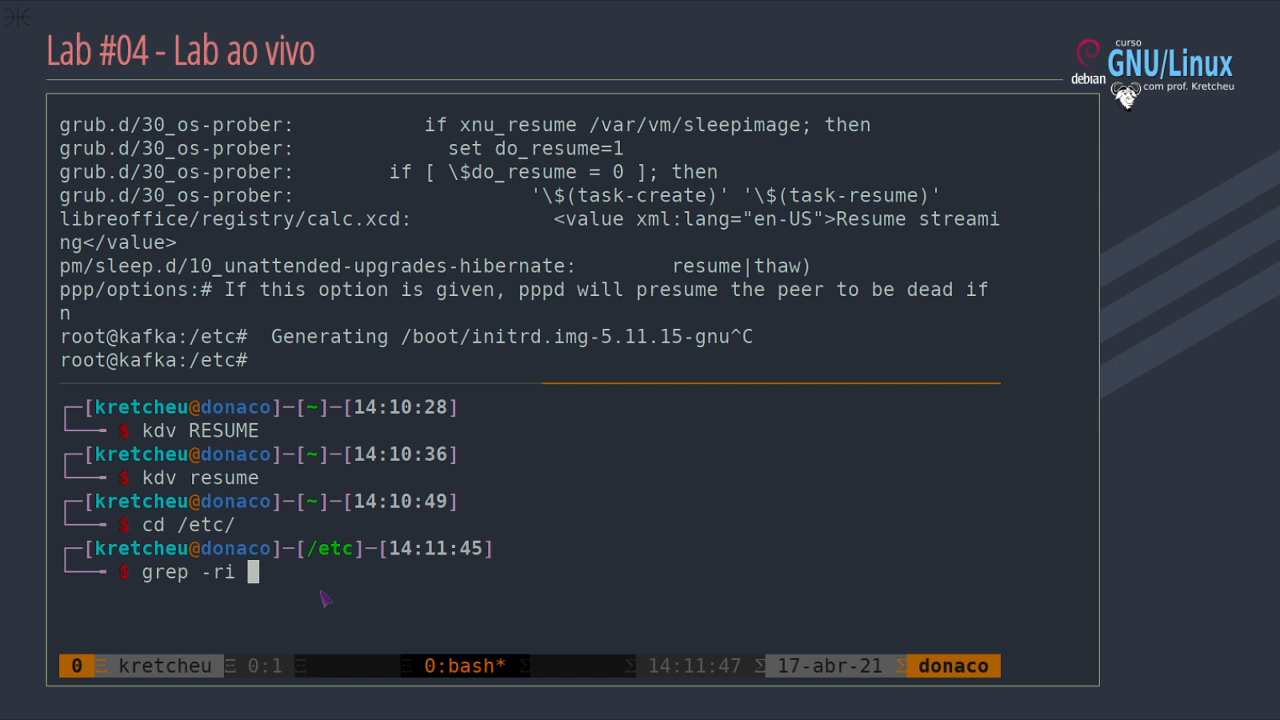 Lab #04 - Lab ao vivo
curso
GNU/Linux
debian
com prof. Kretcheu
grub.d/30_os-prober:           if xnu_resume /var/vm/sleepimage; then
grub.d/30_os-prober:             set do_resume=1
grub.d/30_os-prober:        if [ \$do_resume = 0 ]; then
grub.d/30_os-prober:                    '\$(task-create)' '\$(task-resume)'
libreoffice/registry/calc.xcd:            <value xml:lang="en-US">Resume streami
ng</value>
pm/sleep.d/10_unattended-upgrades-hibernate:        resume|thaw)
ppp/options:# If this option is given, pppd will presume the peer to be dead if
n
root@kafka:/etc#  Generating /boot/initrd.img-5.11.15-gnu^C
root@kafka:/etc#
┌─[kretcheu@donaco]─[~]─[14:10:28]
└──╼ $ kdv RESUME
┌─[kretcheu@donaco]─[~]─[14:10:36]
└──╼ $ kdv resume
┌─[kretcheu@donaco]─[~]─[14:10:49]
└──╼ $ cd /etc/
┌─[kretcheu@donaco]─[/etc]─[14:11:45]
└──╼ $ grep -ri
0 Ξ kretcheu Ξ 0:1 Ξ 0:bash* Σ Σ 14:11:47 Σ 17-abr-21 Σ donaco